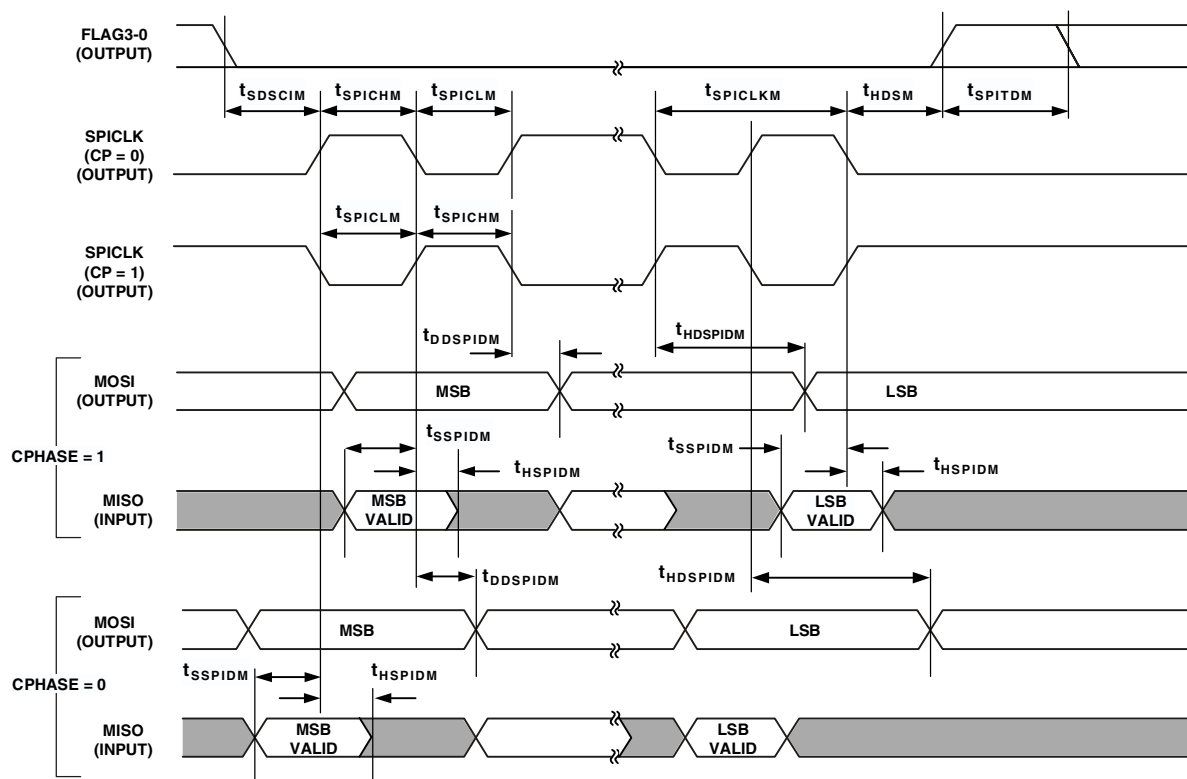 FLAG3-0
(OUTPUT)
tSDSCIM
tSPICHM
tSPICLM
tSPICLKM
tHDSM
tSPITDM
SPICLK
(CP = 0)
(OUTPUT)
tSPICLM
tSPICHM
SPICLK
(CP = 1)
(OUTPUT)
tDDSPIDM
tHDSPIDM
MOSI
(OUTPUT)
MSB
LSB
CPHASE = 1
tSSPIDM
tHSPIDM
tSSPIDM
tHSPIDM
MISO
(INPUT)
MSB
VALID
LSB
VALID
tDDSPIDM
tHDSPIDM
MOSI
(OUTPUT)
MSB
LSB
CPHASE = 0
tSSPIDM
tHSPIDM
MISO
(INPUT)
MSB
VALID
LSB
VALID